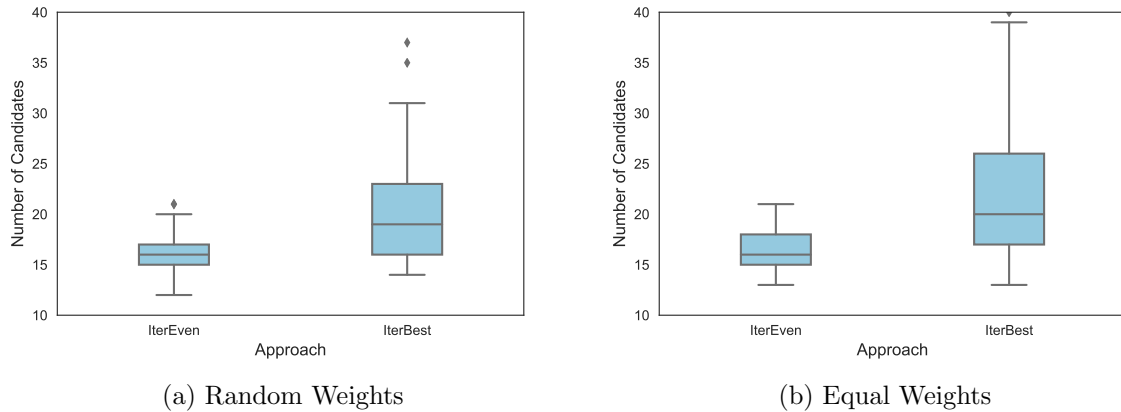 40
35
30
25
20
15
10
Number of Candidates
IterEven IterBest
Approach
(a) Random Weights
40
35
30
25
20
15
10
Number of Candidates
IterEven IterBest
Approach
(b) Equal Weights